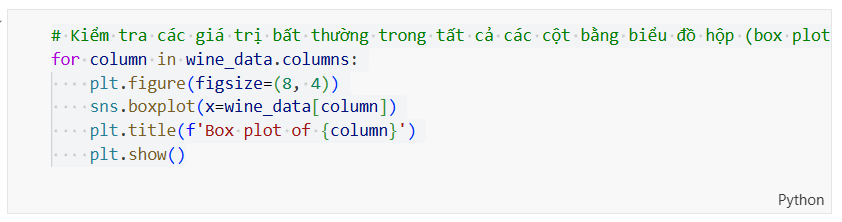 # Kiểm tra các giá trị bất thường trong tất cả các cột bằng biểu đồ hộp (box plot
for column in wine_data.columns:
    plt.figure(figsize=(8, 4))
    sns.boxplot(x=wine_data[column])
    plt.title(f'Box plot of {column}')
    plt.show()
Python